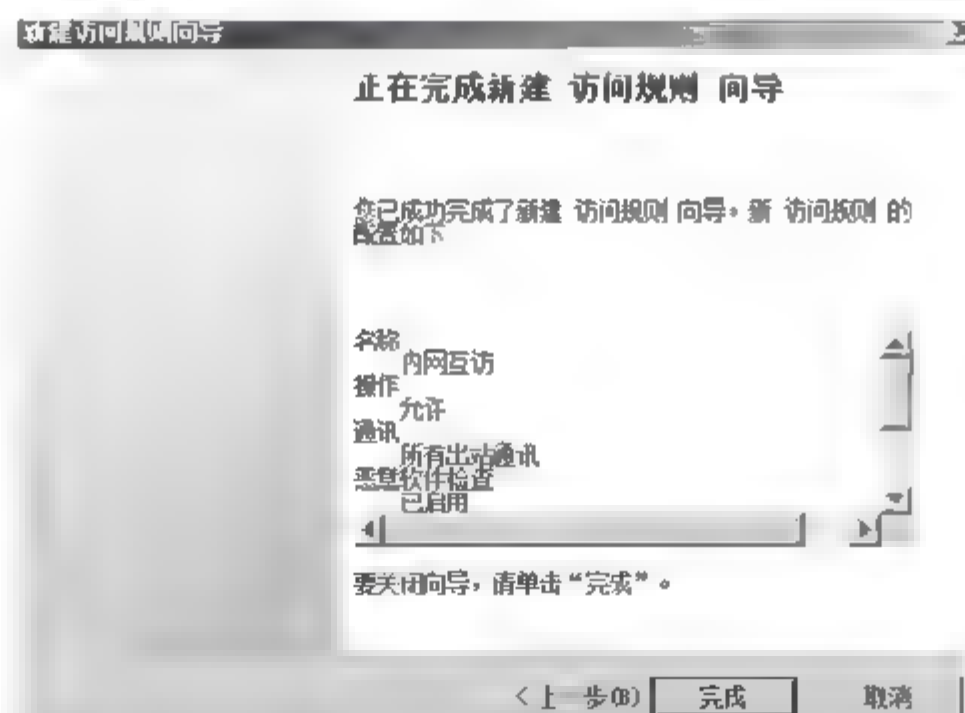 新建访问规则向导
正在完成新建 访问规则 向导
您已成功完成了新建 访问规则 向导。新 访问规则 的
配置如下
名称
内网互访
操作
允许
通讯
所有出站通讯
恶意软件检查
已启用
要关闭向导，请单击“完成”。
<上一步(B)
完成
取消